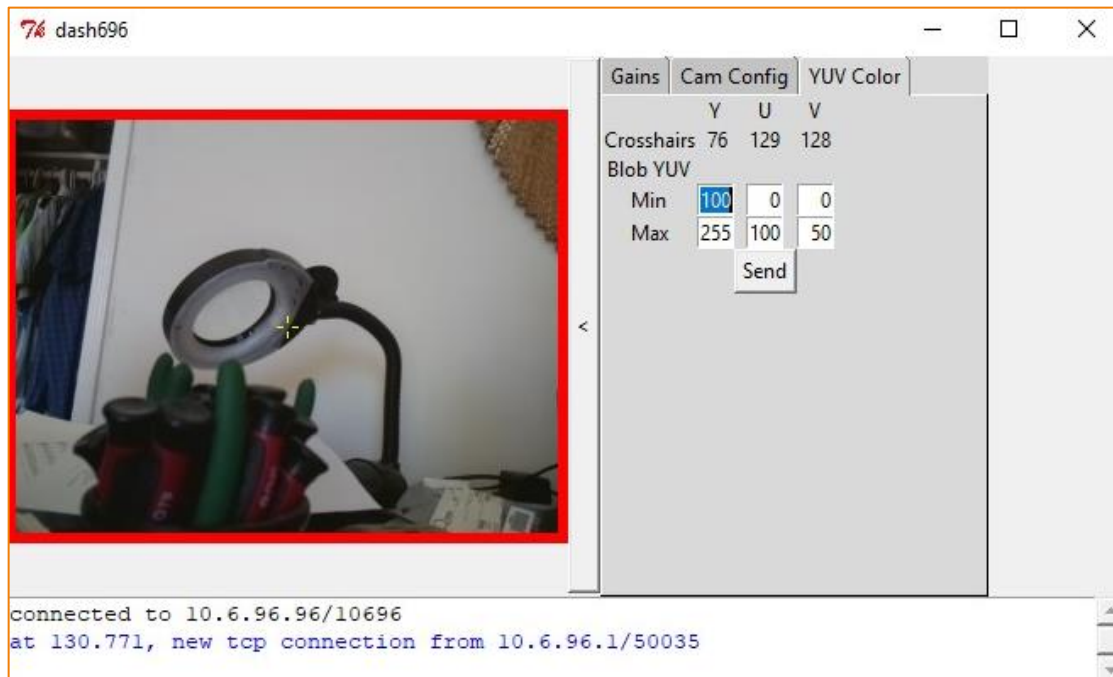 dash696
Gains Cam Config YUV Color
Y U V
Crosshairs 76 129 128
Blob YUV
Min 100 0 0
Max 255 100 50
Send
<
connected to 10.6.96.96/10696
at 130.771, new tcp connection from 10.6.96.1/50035